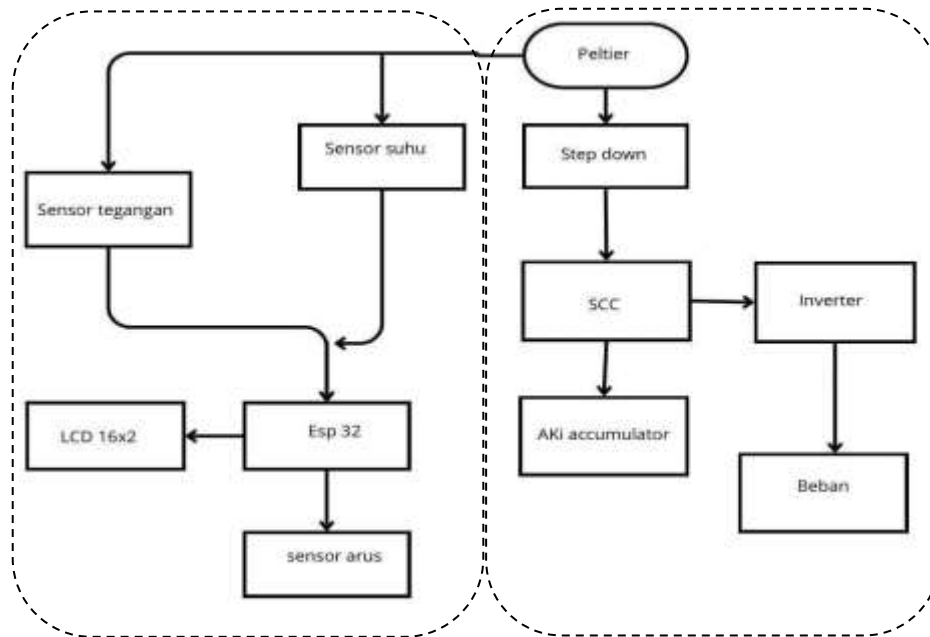 Peltier
Sensor suhu
Step down
Sensor tegangan
SCC
Inverter
LCD 16x2
Esp 32
AKi accumulator
Beban
sensor arus